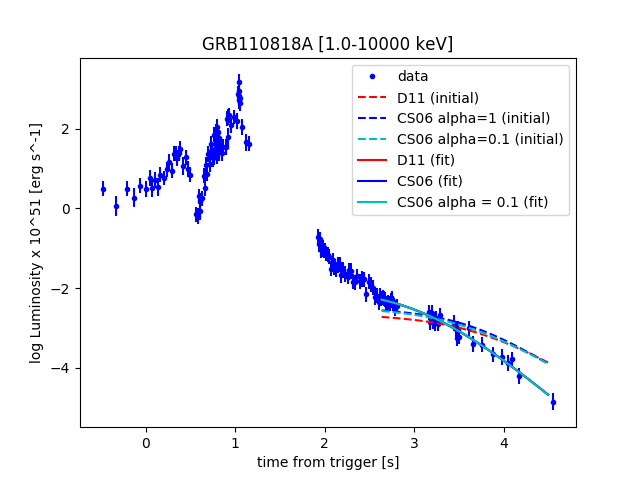 GRB110818A [1.0-10000 keV]
data
D11 (initial)
CS06 alpha=1 (initial)
CS06 alpha=0.1 (initial)
D11 (fit)
CS06 (fit)
CS06 alpha = 0.1 (fit)
log Luminosity x 10^51 [erg s^-1]
2
0
−2
−4
0 1 2 3 4
time from trigger [s]